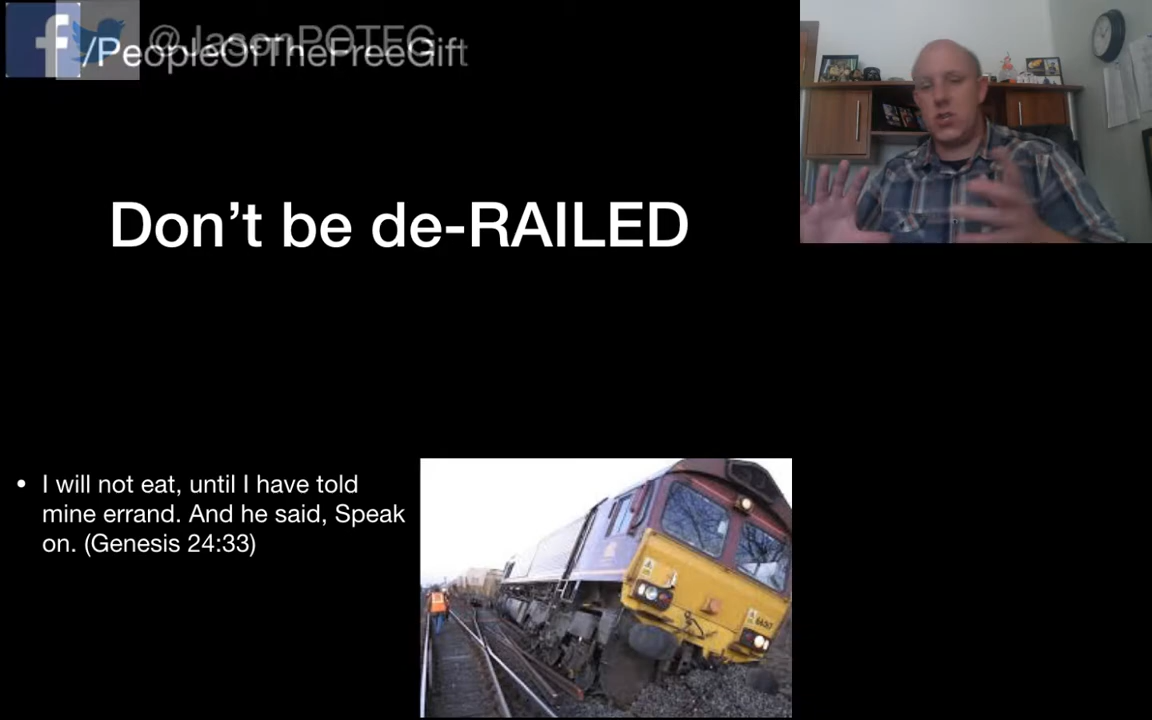 f/PeopleOfTheFreeGift
@JasonPOTFG
Don't be de-RAILED
• I will not eat, until I have told
mine errand. And he said, Speak
on. (Genesis 24:33)